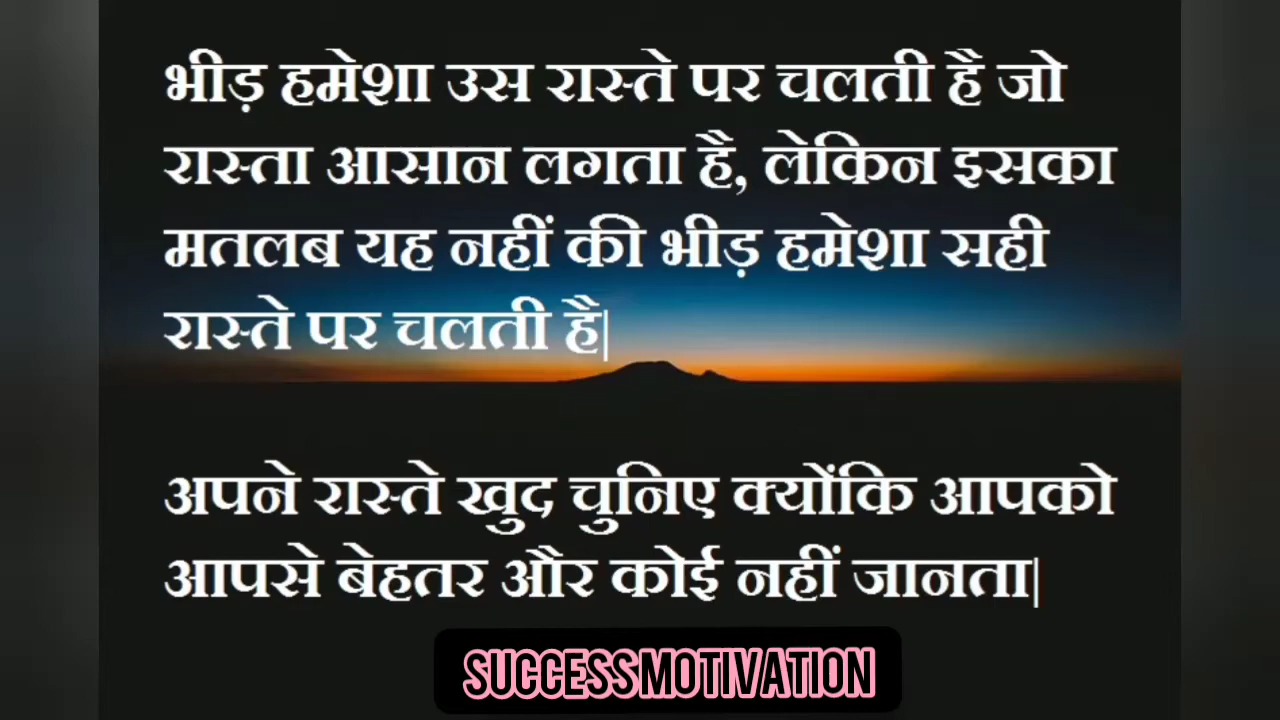 भीड़ हमेशा उस रास्ते पर चलती है जो
रास्ता आसान लगता है, लेकिन इसका
मतलब यह नहीं की भीड़ हमेशा सही
रास्ते पर चलती है|
अपने रास्ते खुद चुनिए क्योंकि आपको
आपसे बेहतर और कोई नहीं जानता|
SUCCESS MOTIVATION